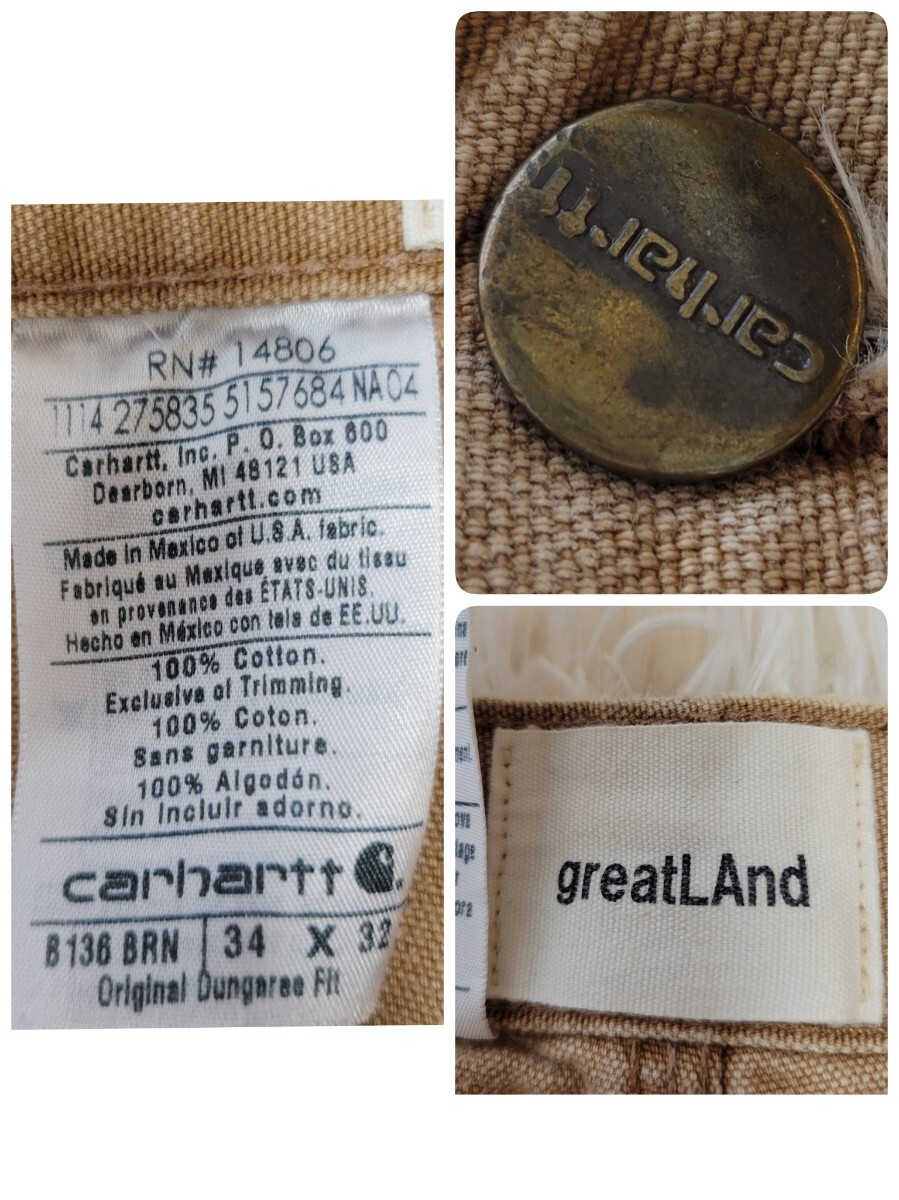 RN# 14806
1114 275835 5157684 NA 04
Carhartt, Inc. P. O. Box 600
Dearborn, MI 48121 USA
carhartt.com
Made in Mexico of U.S.A. fabric.
Fabriqué au Mexique avec du tissu
en provenance des ÉTATS-UNIS.
Hecho en México con tela de EE.UU.
100% Cotton.
Exclusive of Trimming.
100% Coton.
Sans garniture.
100% Algodón.
Sin incluir adorno.
carhartt
B136 BRN 34 X 32
Original Dungaree Fit
carhartt
greatLAnd